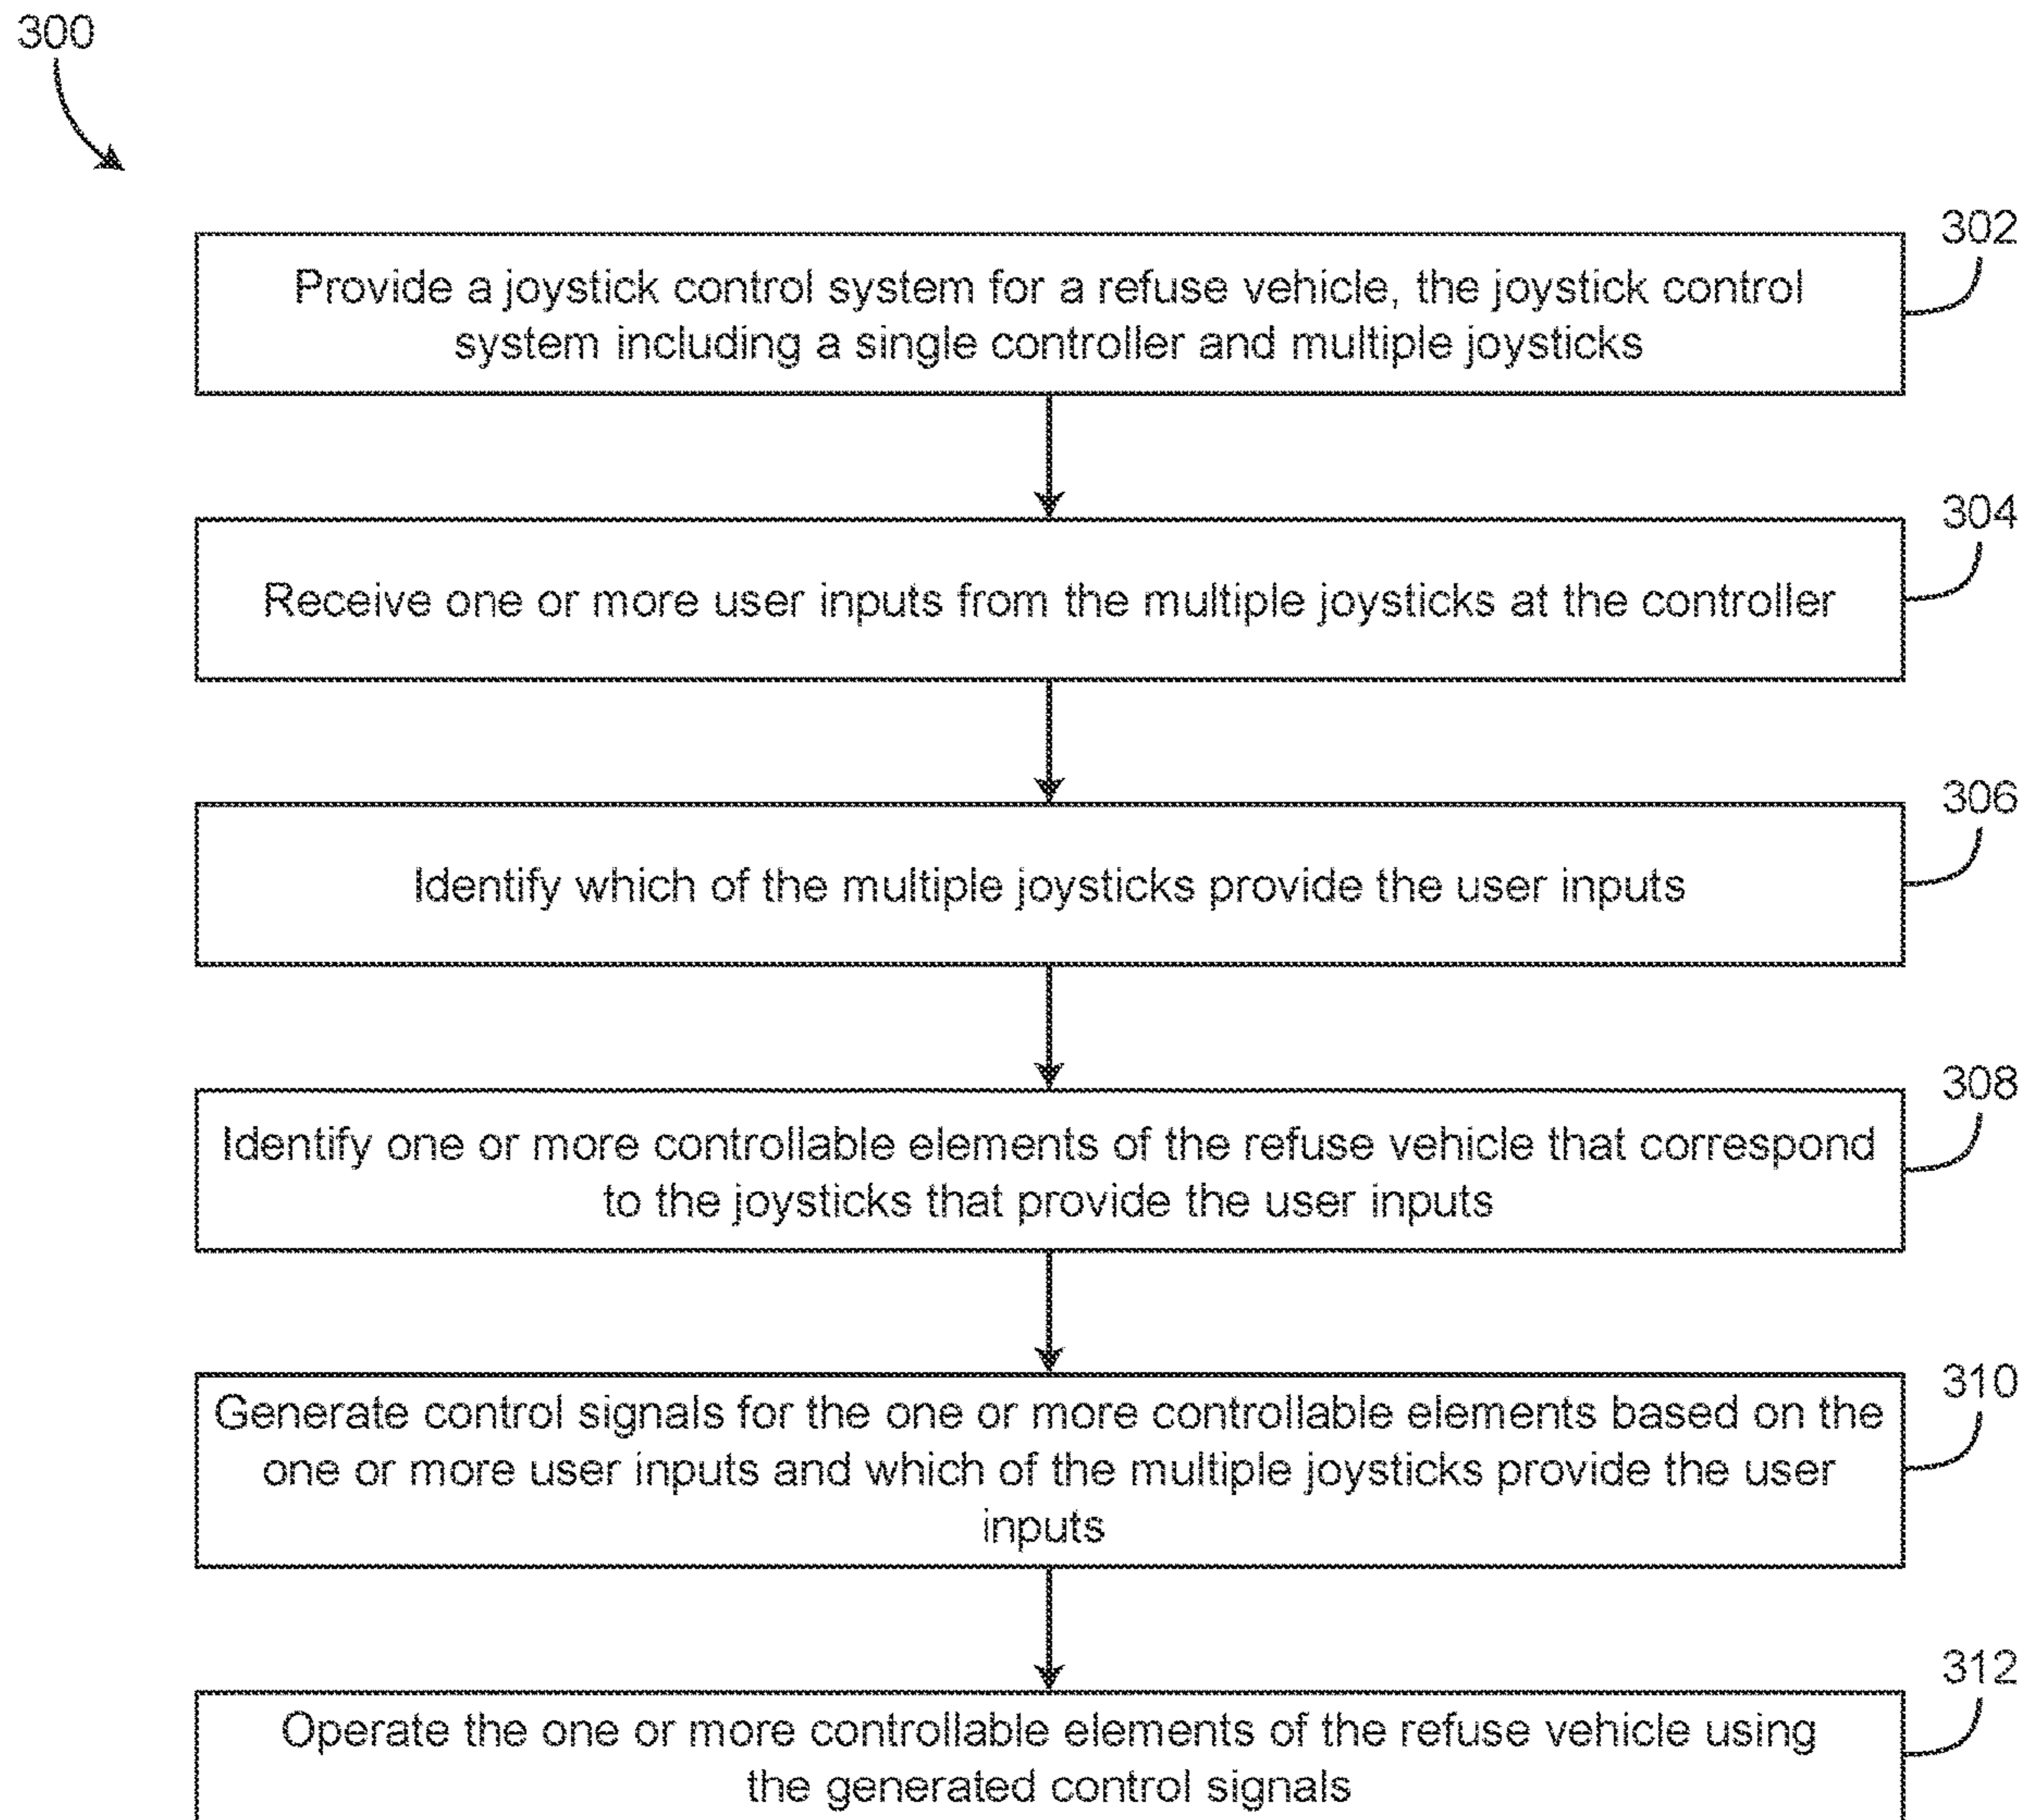 300
302
Provide a joystick control system for a refuse vehicle, the joystick control
system including a single controller and multiple joysticks
304
Receive one or more user inputs from the multiple joysticks at the controller
306
Identify which of the multiple joysticks provide the user inputs
308
Identify one or more controllable elements of the refuse vehicle that correspond
to the joysticks that provide the user inputs
310
Generate control signals for the one or more controllable elements based on the
one or more user inputs and which of the multiple joysticks provide the user
inputs
312
Operate the one or more controllable elements of the refuse vehicle using
the generated control signals